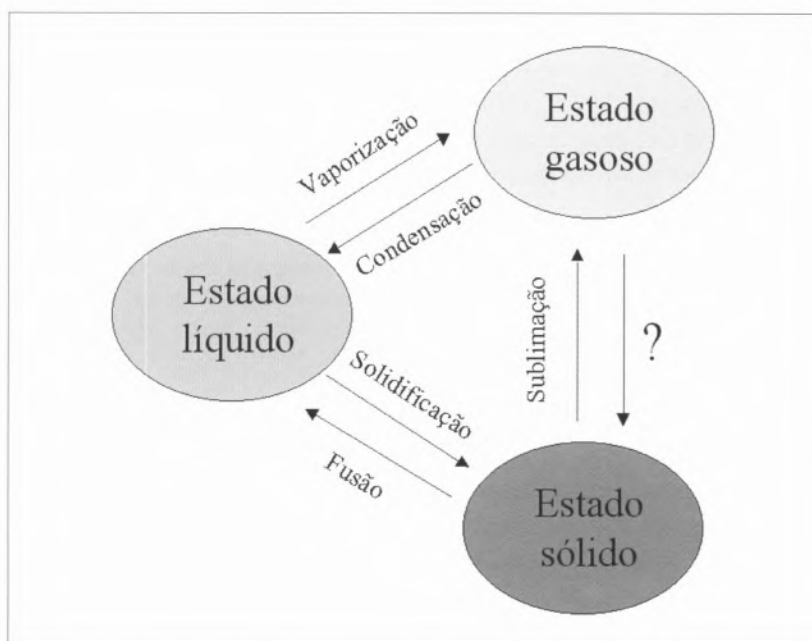 Estado
gasoso
Vaporização
Condensação
Estado
líquido
Solidificação
Fusão
Sublimação
?
Estado
sólido